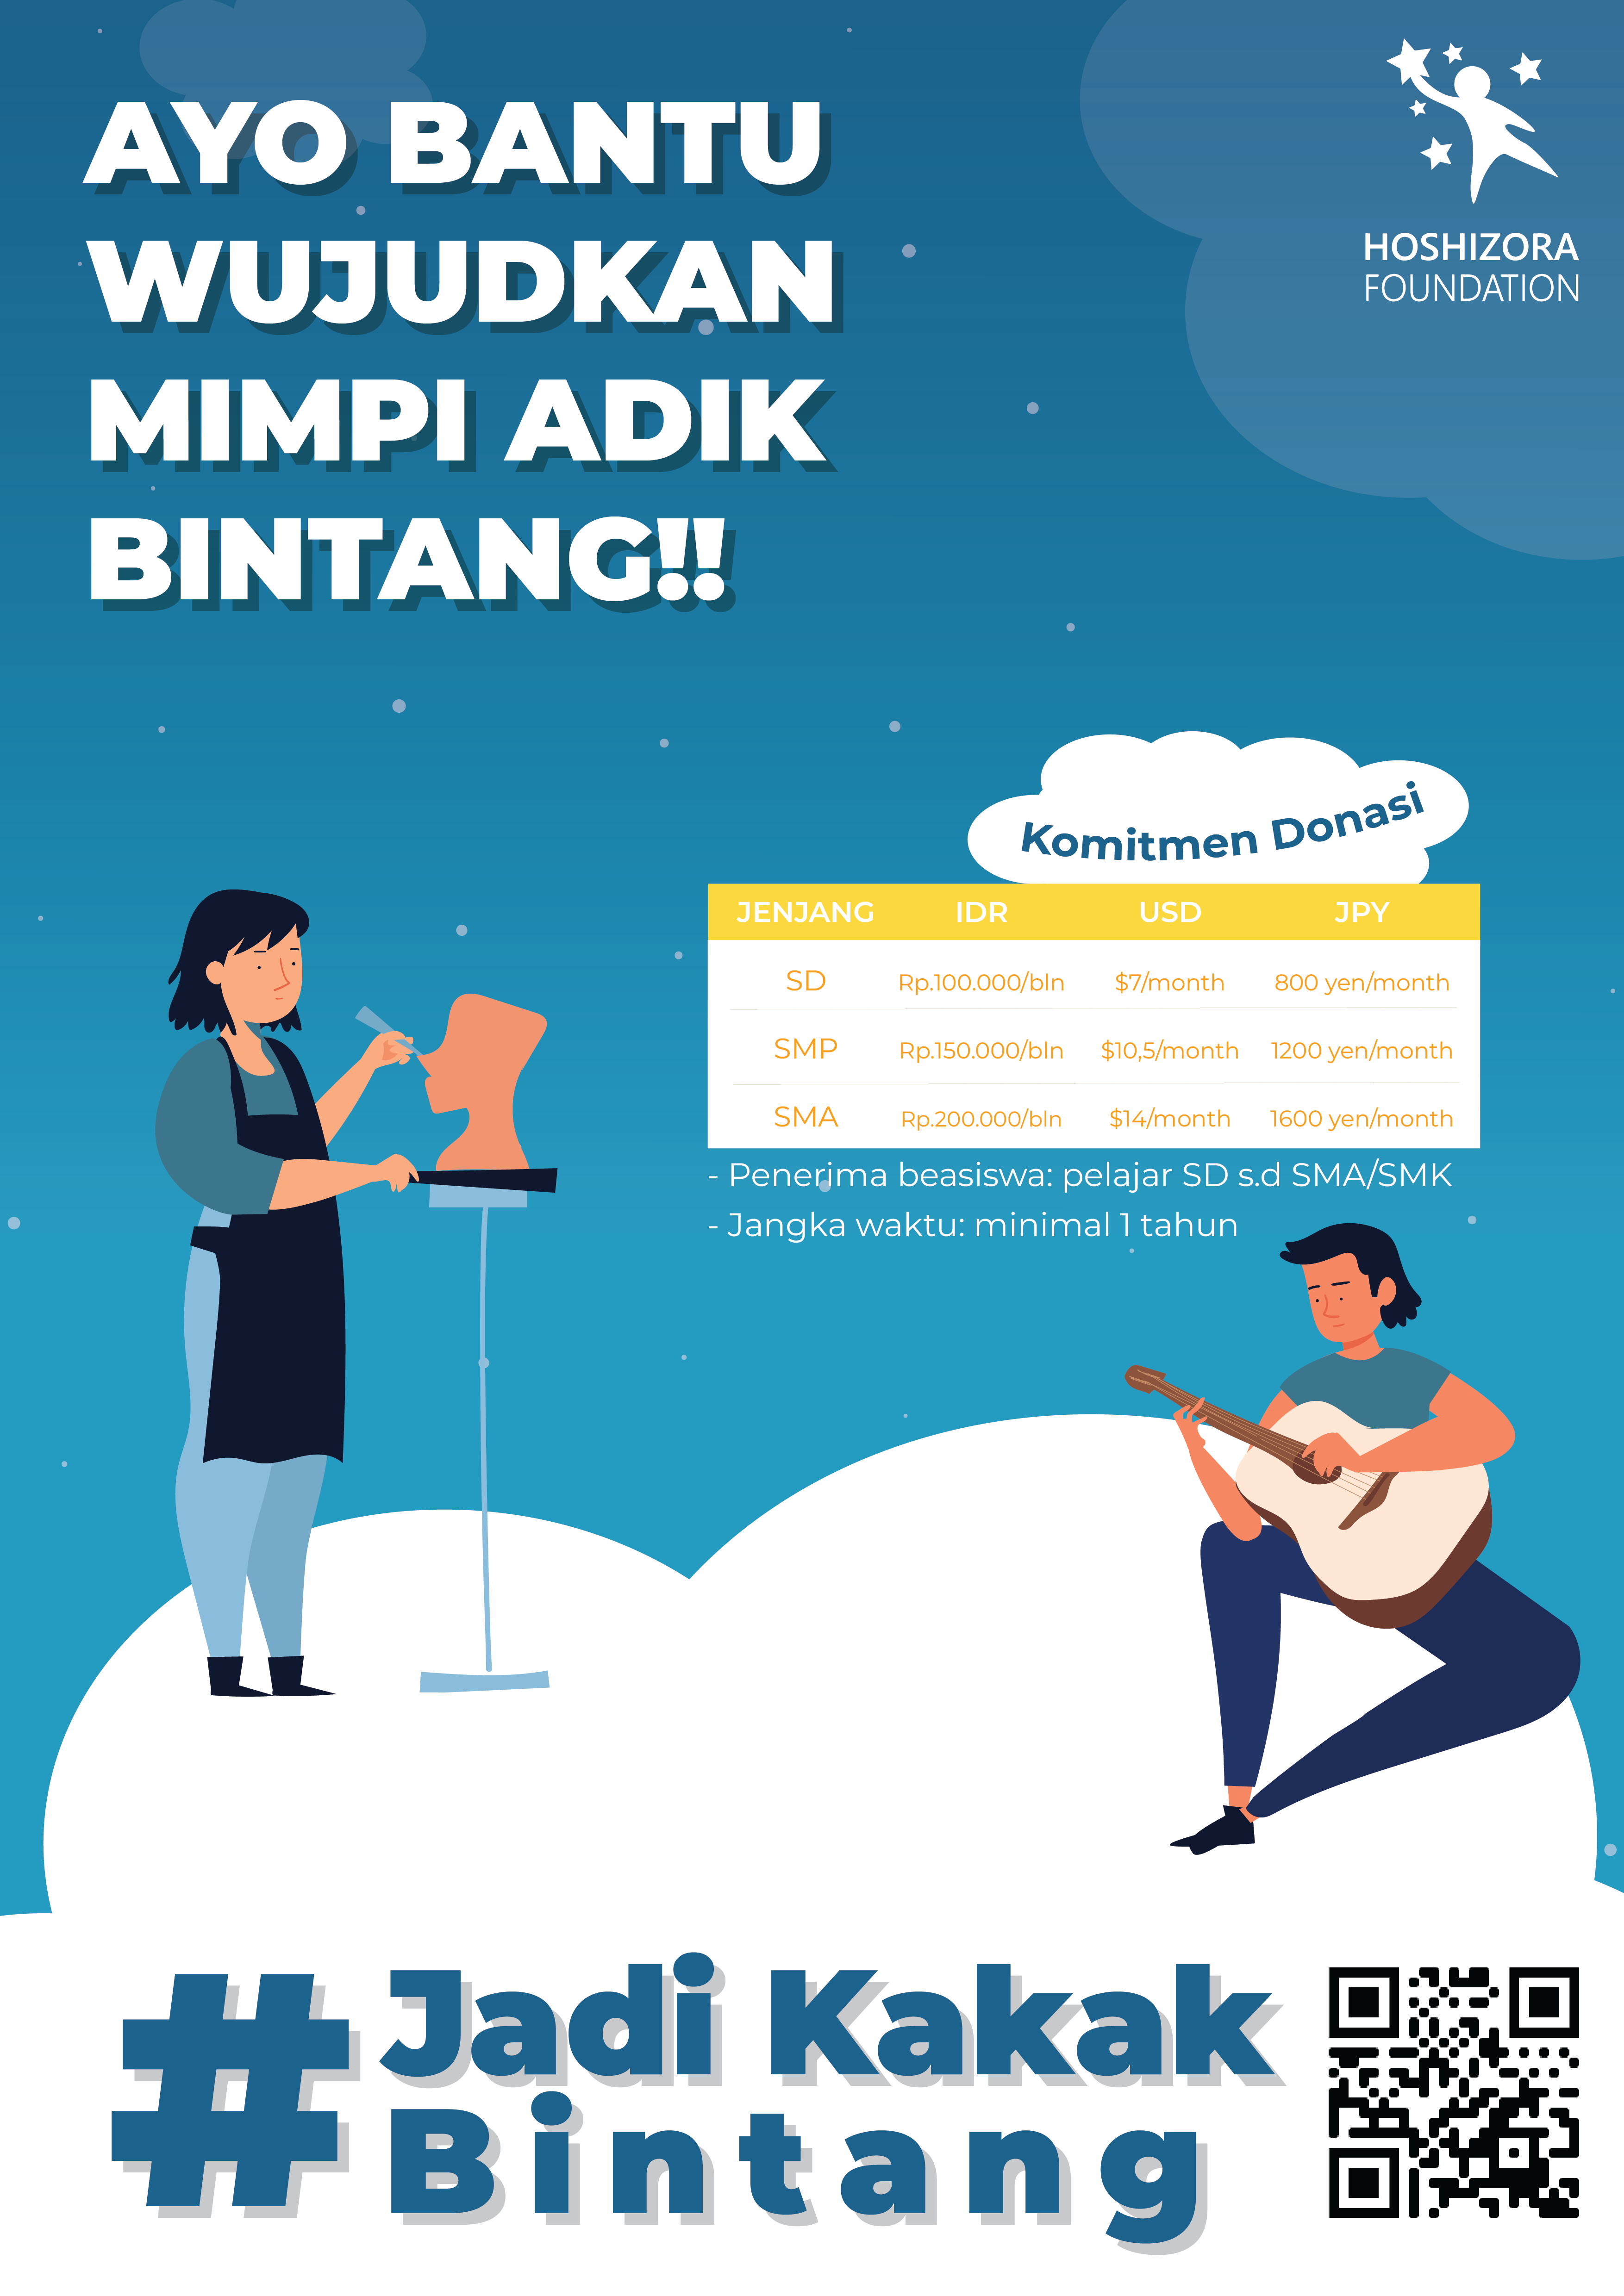 AYO BANTU
WUJUDKAN
MIMPI ADIK
BINTANG!!
HOSHIZORA
FOUNDATION
Komitmen Donasi
JENJANG IDR USD JPY
SD Rp.100.000/bln $7/month 800 yen/month
SMP Rp.150.000/bln $10,5/month 1200 yen/month
SMA Rp.200.000/bln $14/month 1600 yen/month
- Penerima beasiswa: pelajar SD s.d SMA/SMK
- Jangka waktu: minimal 1 tahun
#Jadi Kakak
Bintang